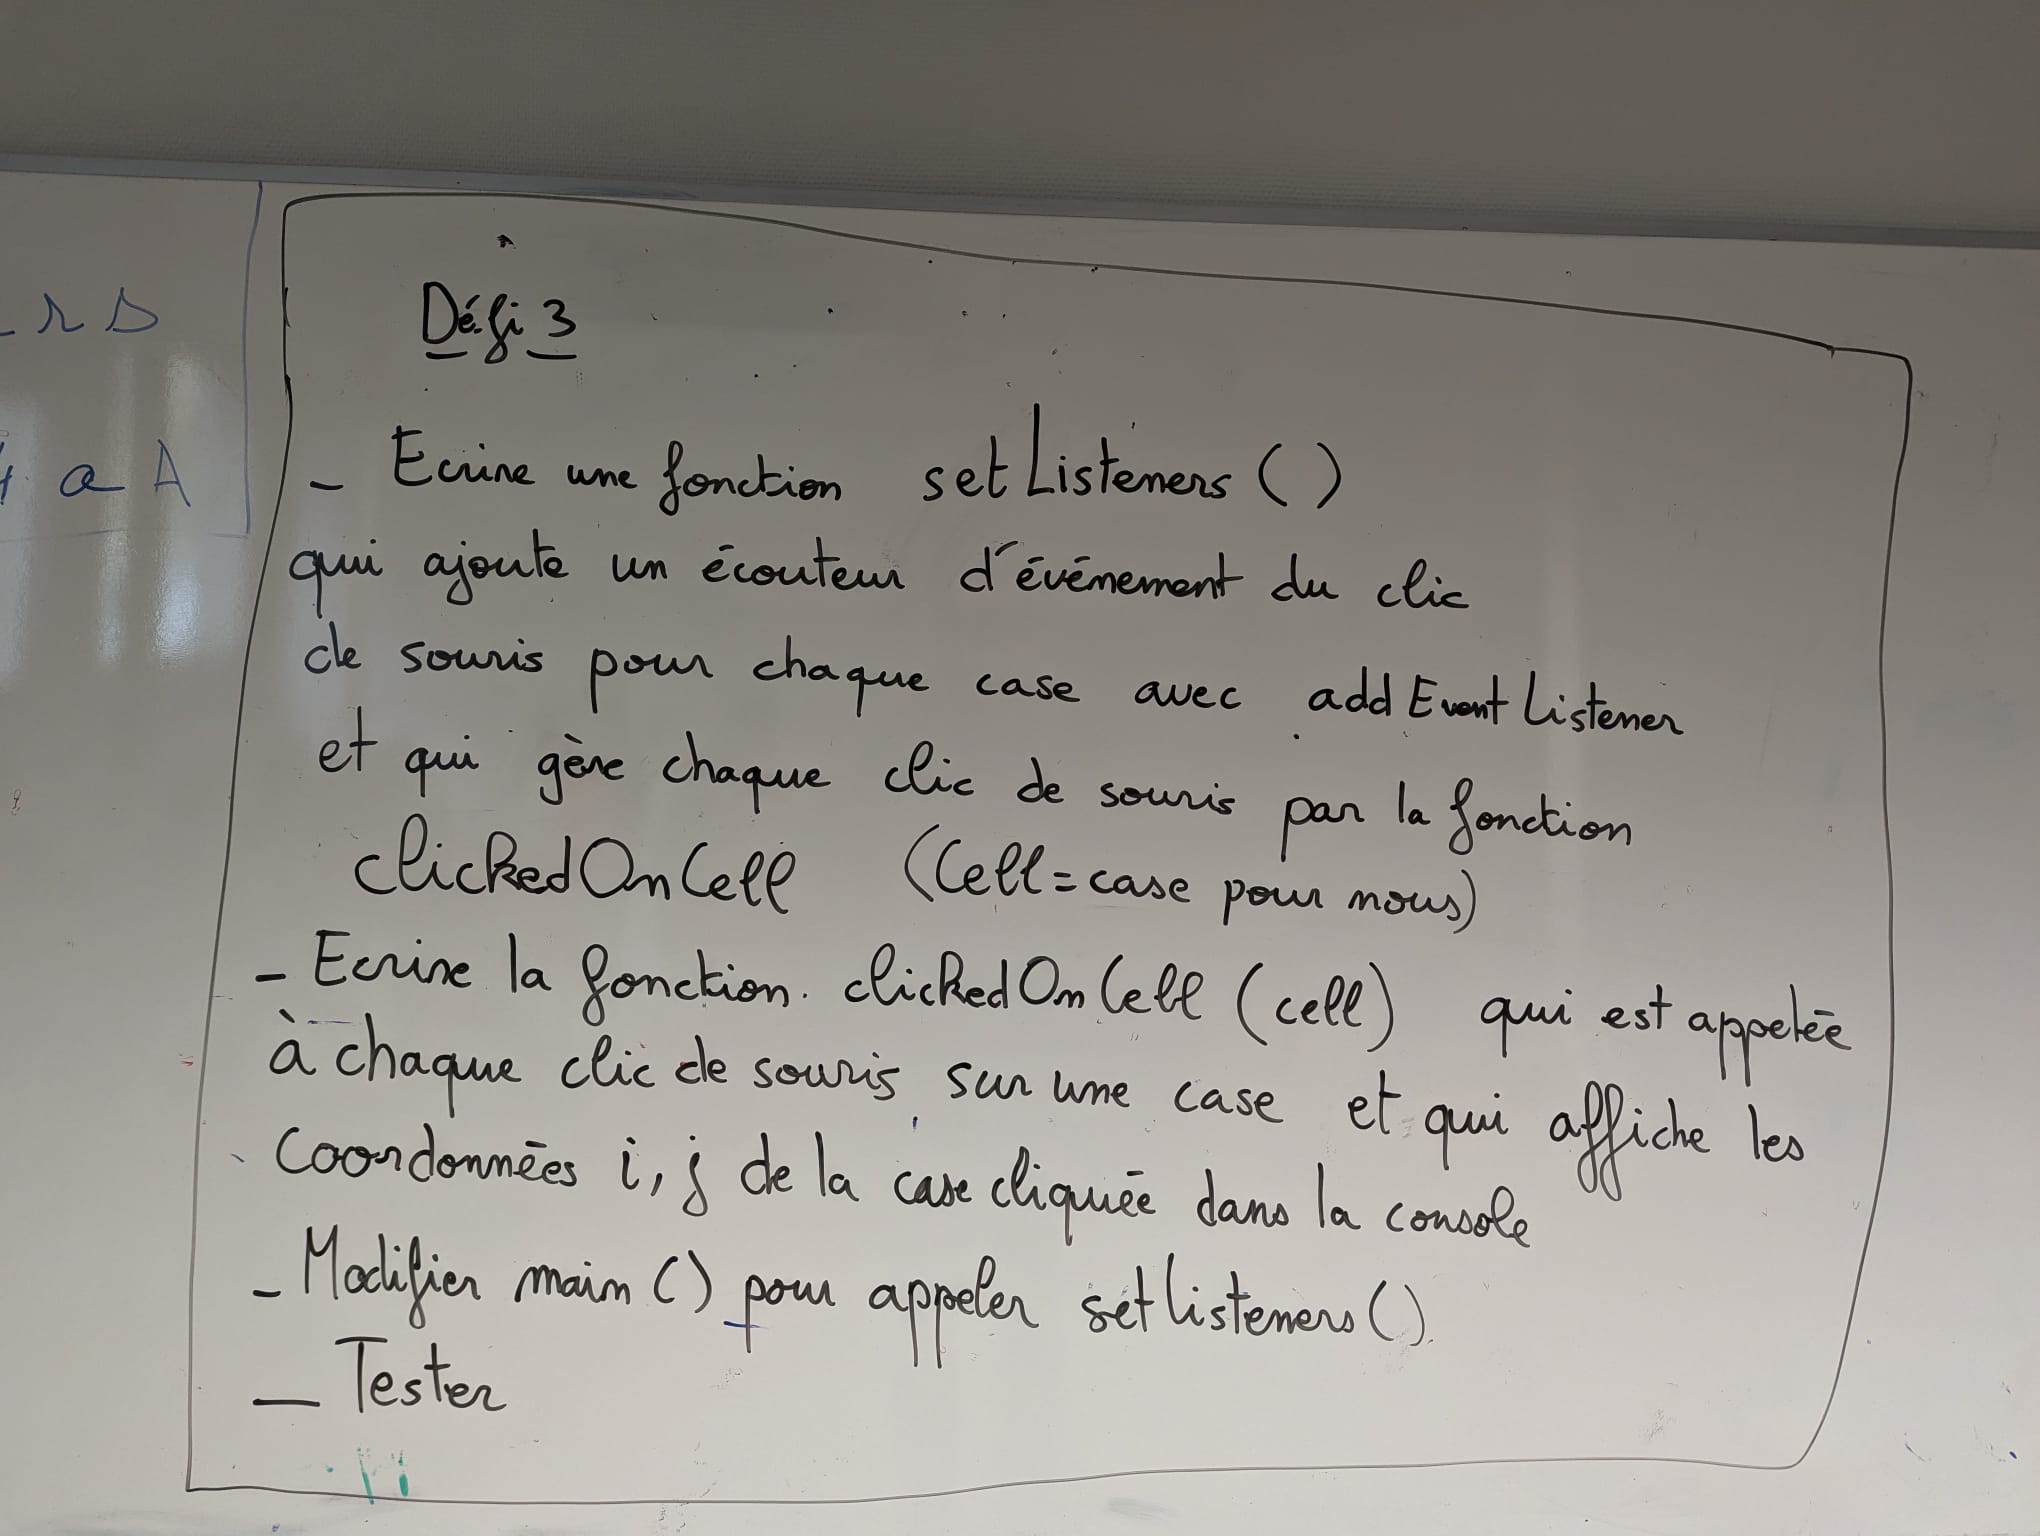 Défi 3
- Ecrire une fonction setListeners ()
qui ajoute un écouteur d'événement du clic
de souris pour chaque case avec addEventListener
et qui gère chaque clic de souris par la fonction
clickedOnCell (Cell=case pour nous)
- Ecrire la fonction clickedOnCell (cell) qui est appelée
à chaque clic de souris sur une case et qui affiche les
coordonnées i, j de la case cliquée dans la console
- Modifier main () pour appeler setlisteners ()
- Tester